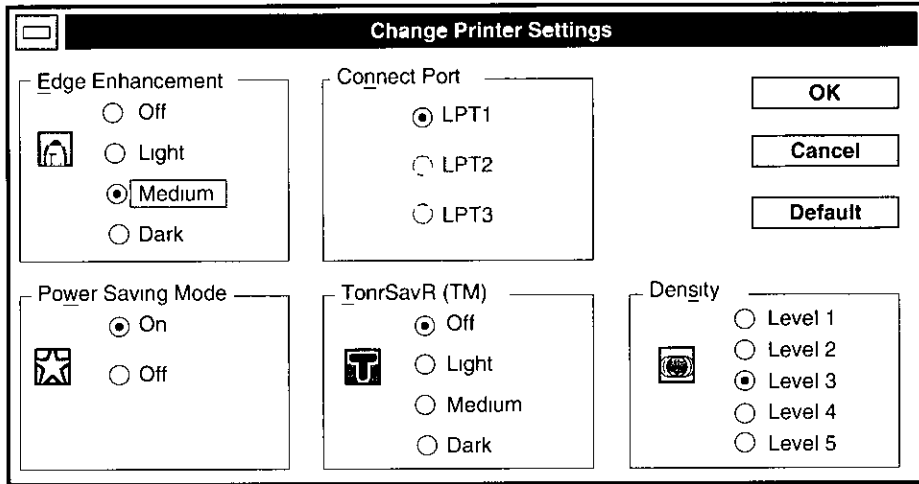 Change Printer Settings
Edge Enhancement
Off
Light
Medium
Dark
Connect Port
LPT1
LPT2
LPT3
OK
Cancel
Default
Power Saving Mode
On
Off
TonrSavR (TM)
Off
Light
Medium
Dark
Density
Level 1
Level 2
Level 3
Level 4
Level 5